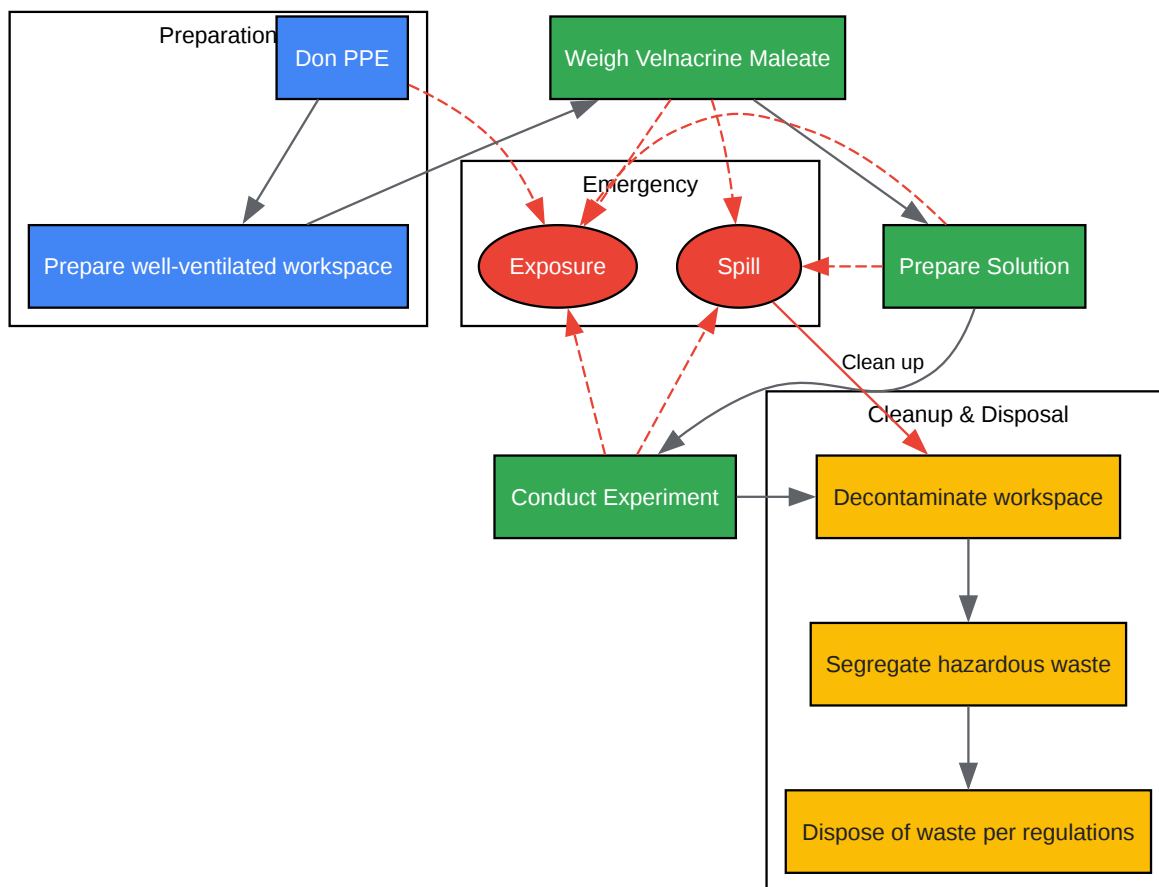 Preparation
Don PPE
Weigh Velnacrine Maleate
Emergency
Prepare well-ventilated workspace
Exposure
Spill
Prepare Solution
Clean up
Cleanup & Disposal
Conduct Experiment
Decontaminate workspace
Segregate hazardous waste
Dispose of waste per regulations